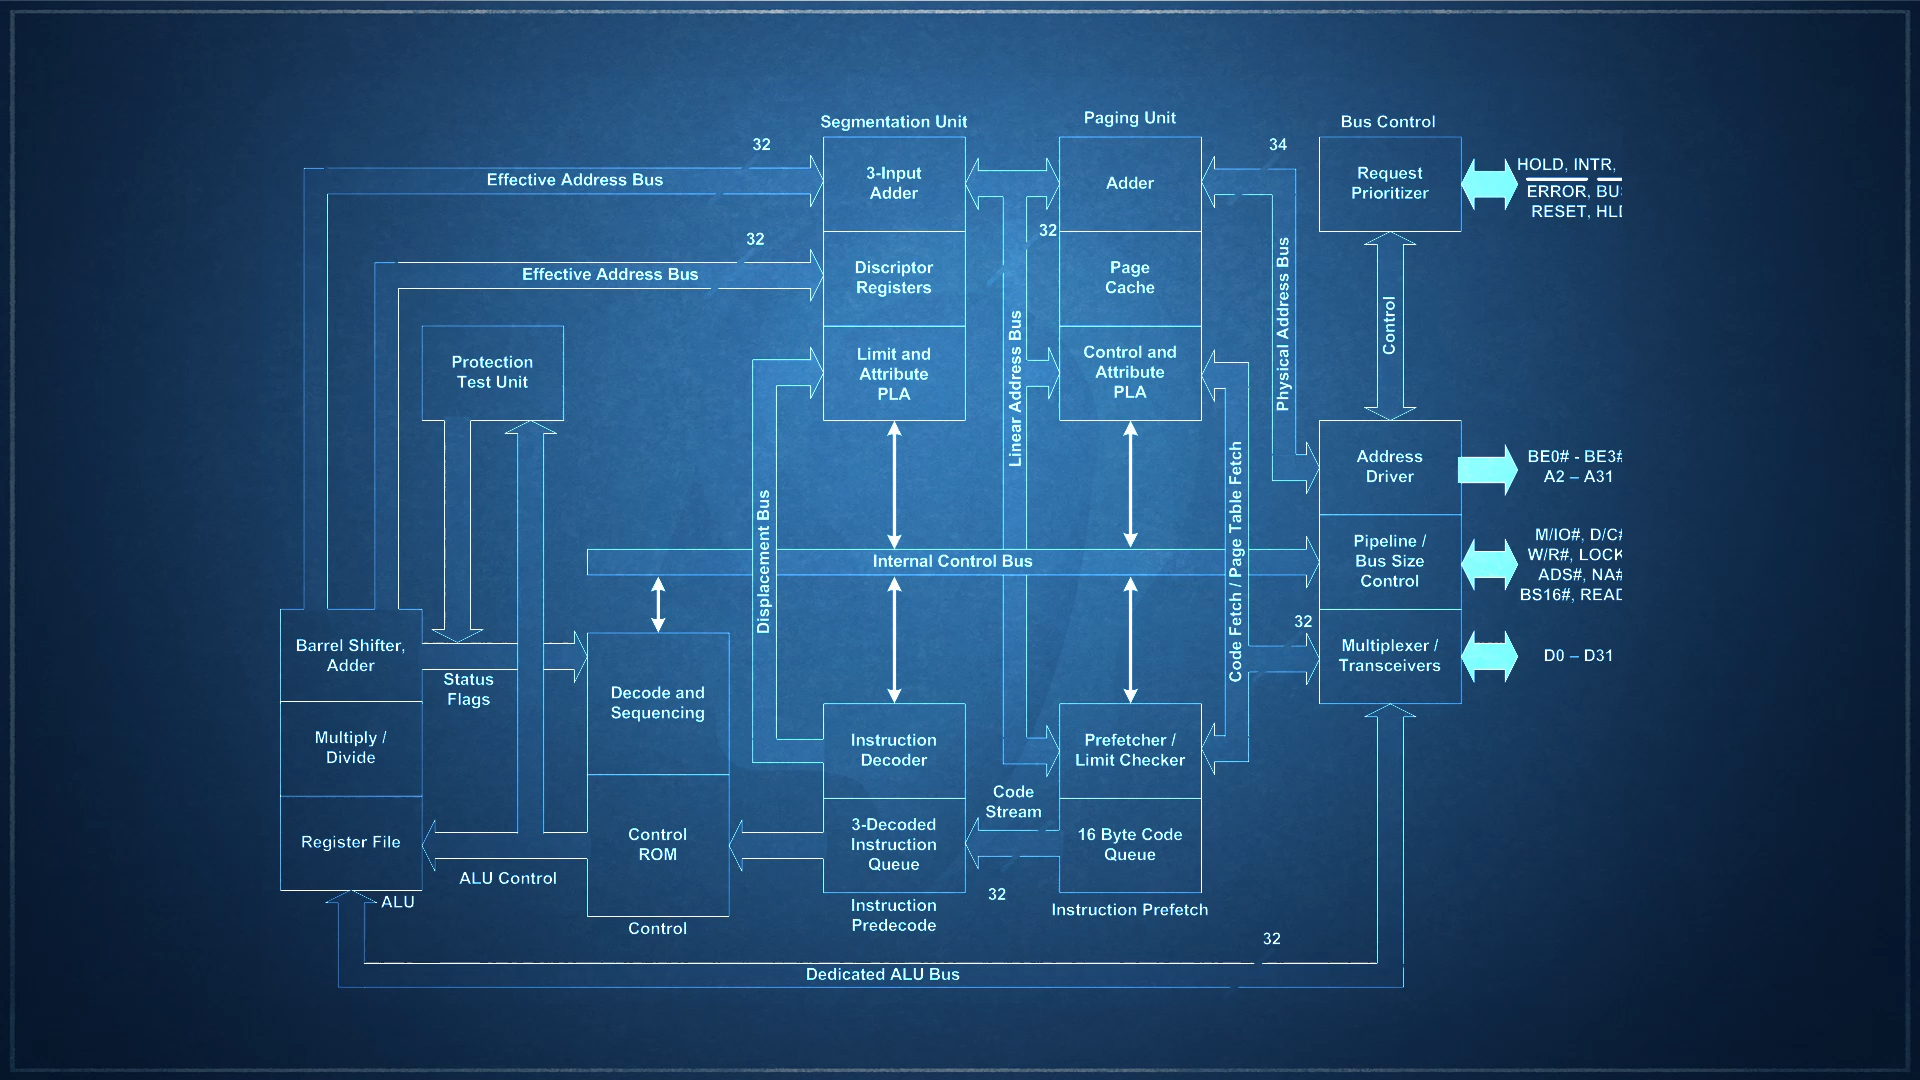 Segmentation Unit
Paging Unit
Bus Control
32
34
Effective Address Bus
3-Input
Adder
Adder
Request
Prioritizer
HOLD, INTR,
ERROR,
RESET,
32
32
Effective Address Bus
Discriptor
Registers
Page
Cache
Physical Address Bus
Control
Protection
Test Unit
Limit and
Attribute
PLA
Linear Address Bus
Control and
Attribute
PLA
Address
Driver
BE0# - BE3#
A2 – A31
Displacement Bus
Code Fetch / Page Table Fetch
Internal Control Bus
Pipeline /
Bus Size
Control
M/IO#, D/C#
W/R#, LOCK
ADS#, NA#
BS16#,
32
Barrel Shifter,
Adder
Status
Flags
Decode and
Sequencing
Multiplexer /
Transceivers
D0 – D31
Multiply /
Divide
Instruction
Decoder
Prefetcher /
Limit Checker
Code
Stream
Register File
Control
ROM
3-Decoded
Instruction
Queue
16 Byte Code
Queue
ALU Control
ALU
32
Control
Instruction
Predecode
Instruction Prefetch
32
Dedicated ALU Bus